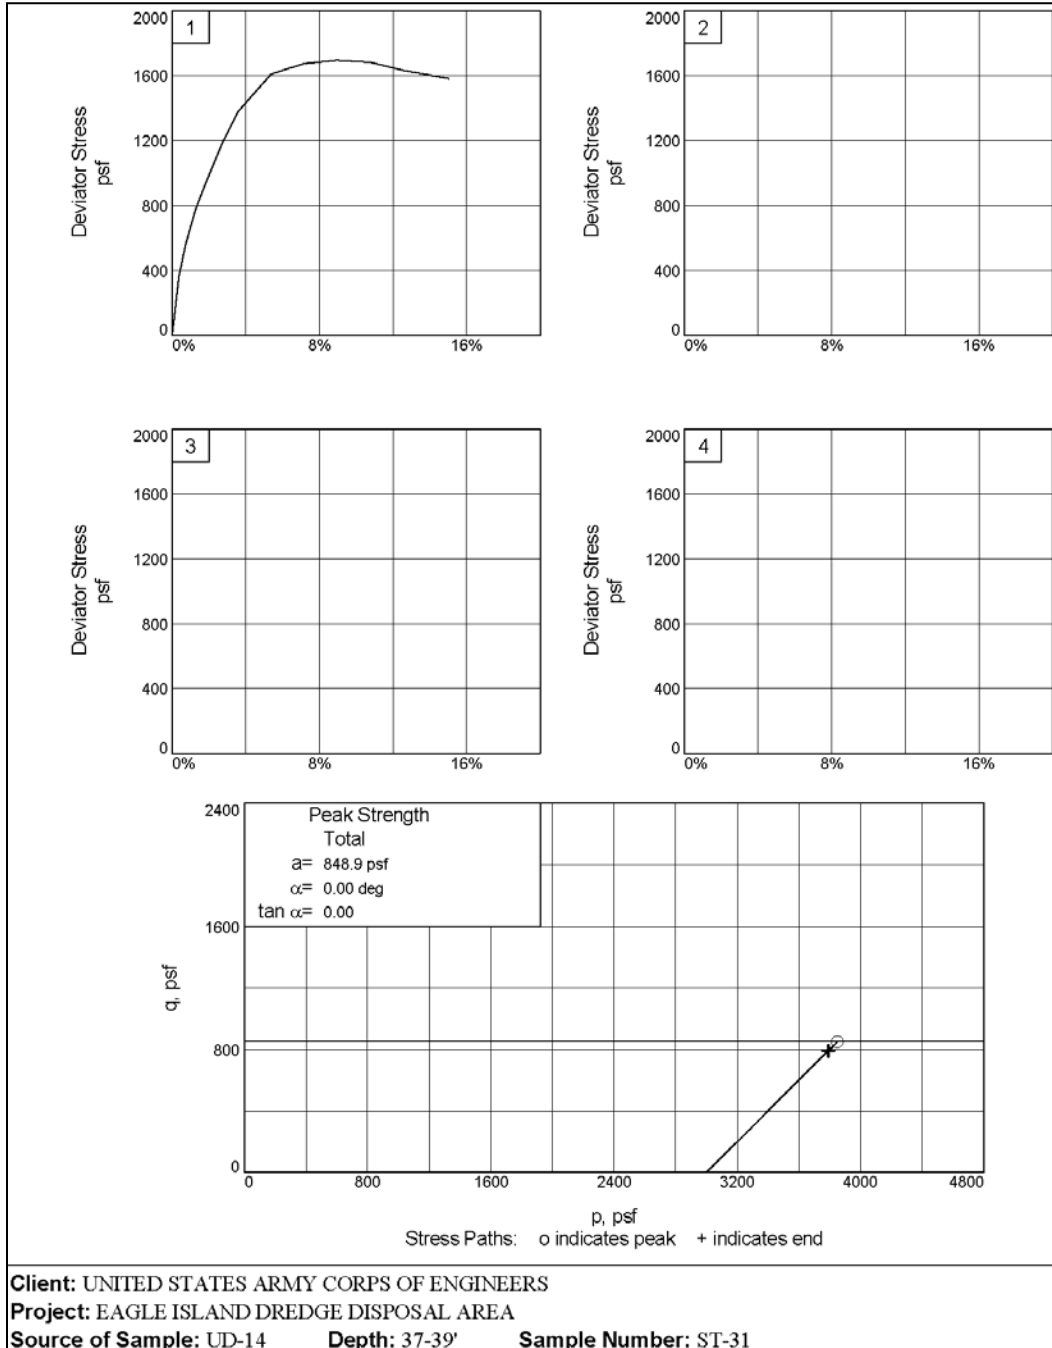 1
2000
1600
1200
800
400
0
0% 8% 16%
Deviator Stress
psf
2
2000
1600
1200
800
400
0
0% 8% 16%
Deviator Stress
psf
3
2000
1600
1200
800
400
0
0% 8% 16%
Deviator Stress
psf
4
2000
1600
1200
800
400
0
0% 8% 16%
Deviator Stress
psf
Peak Strength
Total
a= 848.9 psf
α= 0.00 deg
tan α= 0.00
2400
1600
800
0
q, psf
0 800 1600 2400 3200 4000 4800
p, psf
Stress Paths: o indicates peak + indicates end
Client: UNITED STATES ARMY CORPS OF ENGINEERS
Project: EAGLE ISLAND DREDGE DISPOSAL AREA
Source of Sample: UD-14 Depth: 37-39' Sample Number: ST-31